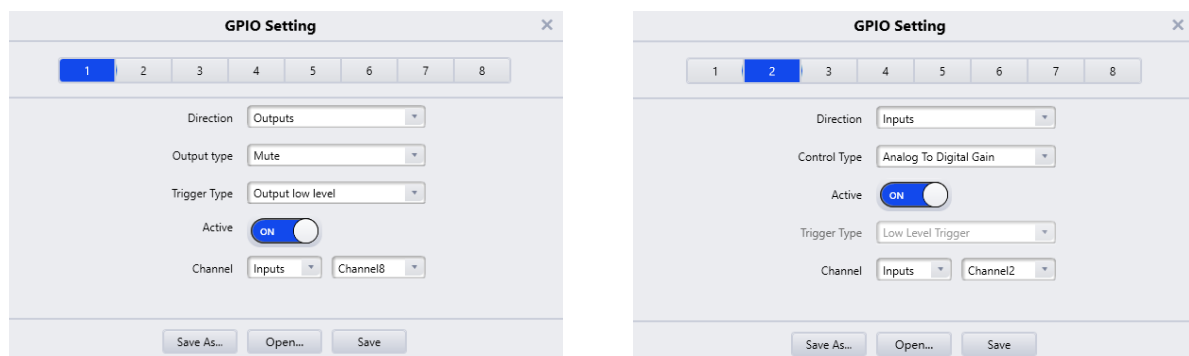 GPIO Setting ×
1 2 3 4 5 6 7 8
Direction Outputs
Output type Mute
Trigger Type Output low level
Active ON
Channel Inputs Channel8
Save As... Open... Save
GPIO Setting ×
1 2 3 4 5 6 7 8
Direction Inputs
Control Type Analog To Digital Gain
Active ON
Trigger Type Low Level Trigger
Channel Inputs Channel2
Save As... Open... Save